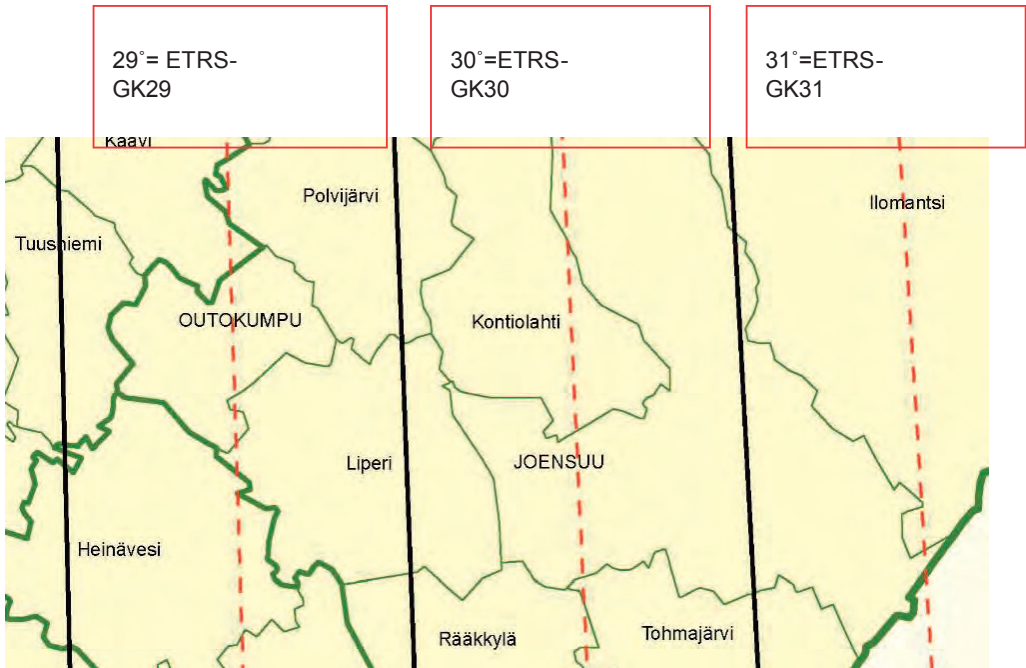 29˚= ETRS-
GK29
30˚=ETRS-
GK30
31˚=ETRS-
GK31
Kaavi
Polvijärvi
Ilomantsi
Tuusniemi
OUTOKUMPU
Kontiolahti
Liperi
JOENSUU
Heinävesi
Rääkkylä
Tohmajärvi